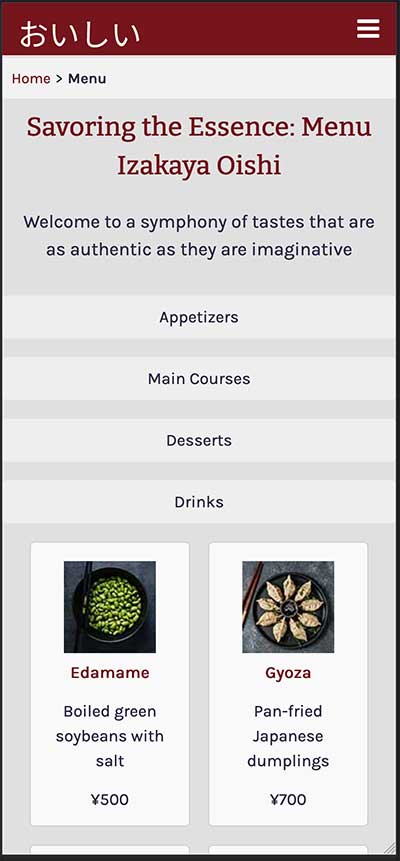 おいしい
Home > Menu
Savoring the Essence: Menu
Izakaya Oishi
Welcome to a symphony of tastes that are
as authentic as they are imaginative
Appetizers
Main Courses
Desserts
Drinks
Edamame
Boiled green
soybeans with
salt
¥500
Gyoza
Pan-fried
Japanese
dumplings
¥700